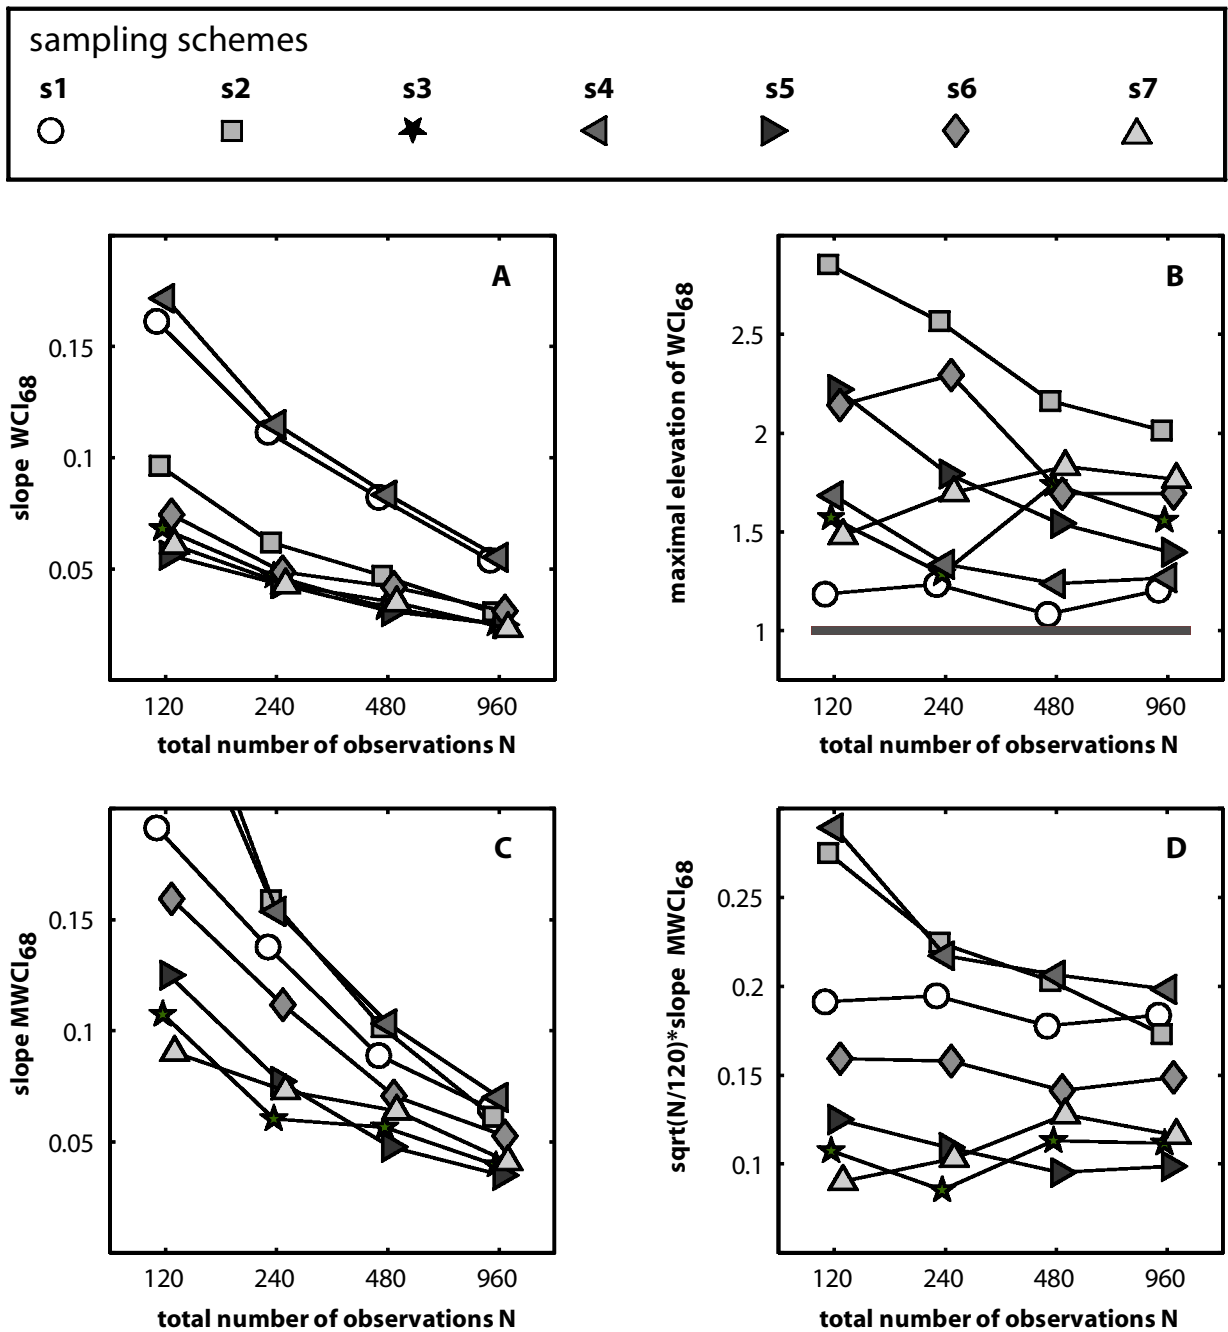 sampling schemes
s1 s2 s3 s4 s5 s6 s7
A
slope WCI68
0.15
0.1
0.05
120 240 480 960
total number of observations N
B
maximal elevation of WCI68
2.5
2
1.5
1
120 240 480 960
total number of observations N
C
slope MWCI68
0.15
0.1
0.05
120 240 480 960
total number of observations N
D
sqrt(N/120)*slope MWCI68
0.25
0.2
0.15
0.1
120 240 480 960
total number of observations N